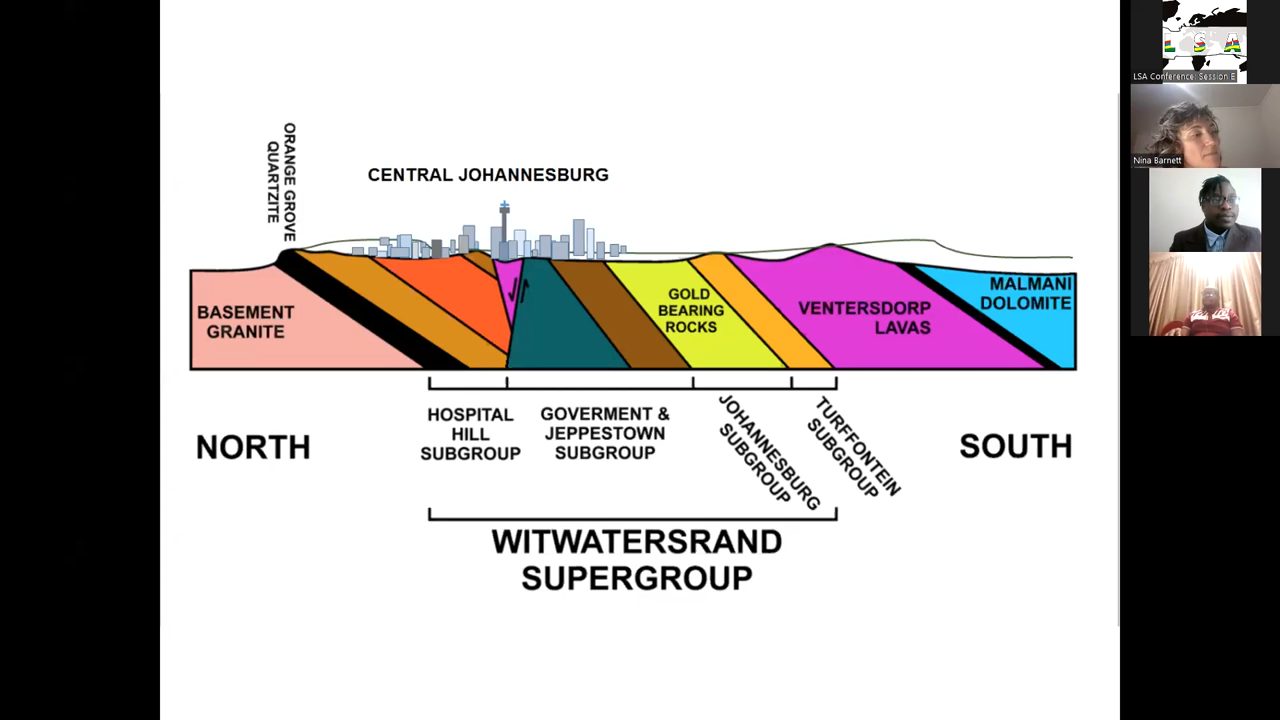 ORANGE GROVE
QUARTZITE
CENTRAL JOHANNESBURG
BASEMENT
GRANITE
GOLD
BEARING
ROCKS
VENTERSDORP
LAVAS
MALMANI
DOLOMITE
NORTH
HOSPITAL
HILL
SUBGROUP
GOVERMENT &
JEPPESTOWN
SUBGROUP
JOHANNESBURG
SUBGROUP
TURFFONTEIN
SUBGROUP
SOUTH
WITWATERSRAND
SUPERGROUP
LSA
LSA Conference: Session E
Nina Barnett